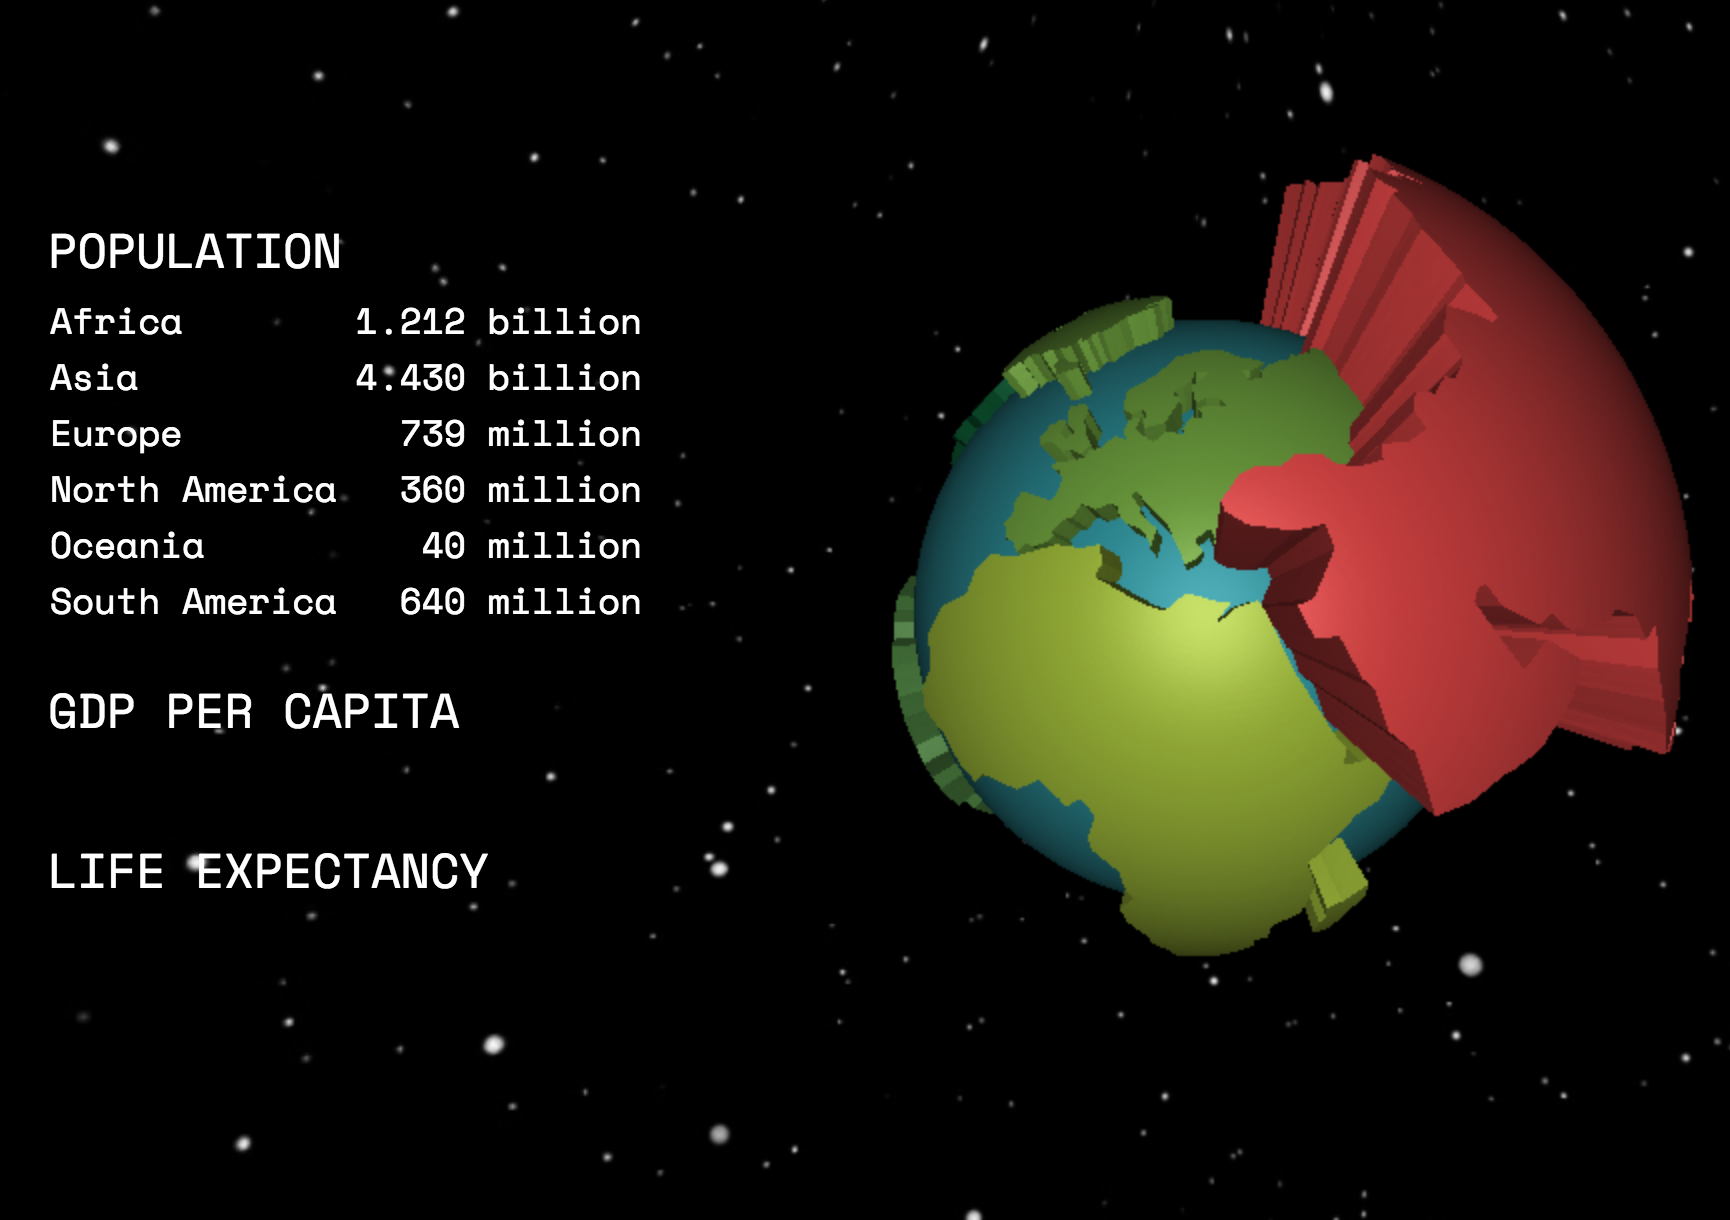 POPULATION
Africa 1.212 billion
Asia 4.430 billion
Europe 739 million
North America 360 million
Oceania 40 million
South America 640 million
GDP PER CAPITA
LIFE EXPECTANCY